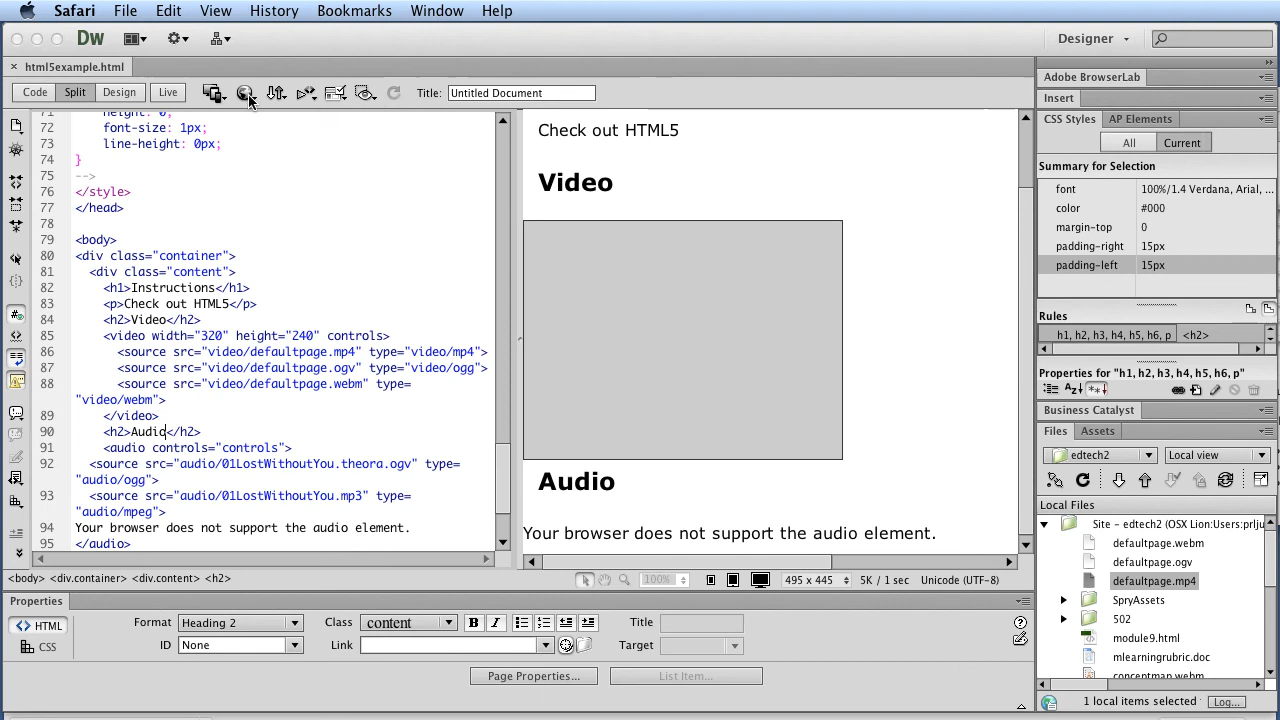 Safari File Edit View History Bookmarks Window Help
Dw Designer
× html5example.html
Code Split Design Live Title: Untitled Document
72 font-size: 1px;
73 line-height: 0px;
74 }
75 -->
76 </style>
77 </head>
78
79 <body>
80 <div class="container">
81 <div class="content">
82 <h1>Instructions</h1>
83 <p>Check out HTML5</p>
84 <h2>Video</h2>
85 <video width="320" height="240" controls>
86 <source src="video/defaultpage.mp4" type="video/mp4">
87 <source src="video/defaultpage.ogv" type="video/ogg">
88 <source src="video/defaultpage.webm" type=
"video/webm">
89 </video>
90 <h2>Audio</h2>
91 <audio controls="controls">
92 <source src="audio/01LostWithoutYou.theora.ogv" type=
"audio/ogg">
93 <source src="audio/01LostWithoutYou.mp3" type=
"audio/mpeg">
94 Your browser does not support the audio element.
95 </audio>
Check out HTML5
Video
Audio
Your browser does not support the audio element.
<body> <div.container> <div.content> <h2>
100% 495 x 445 5K / 1 sec Unicode (UTF-8)
Properties
<> HTML Format Heading 2 Class content B I Title
CSS ID None Link Target
Page Properties... List Item...
Adobe BrowserLab
Insert
CSS Styles AP Elements
All Current
Summary for Selection
font 100%/1.4 Verdana, Arial, ...
color #000
margin-top 0
padding-right 15px
padding-left 15px
Rules
h1, h2, h3, h4, h5, h6, p <h2>
Properties for "h1, h2, h3, h4, h5, h6, p"
Business Catalyst
Files Assets
edtech2 Local view
Local Files
Site - edtech2 (OSX Lion:Users:prlju
defaultpage.webm
defaultpage.ogv
defaultpage.mp4
SpryAssets
502
module9.html
mlearningrubric.doc
conceptmap.webm
1 local items selected Log...